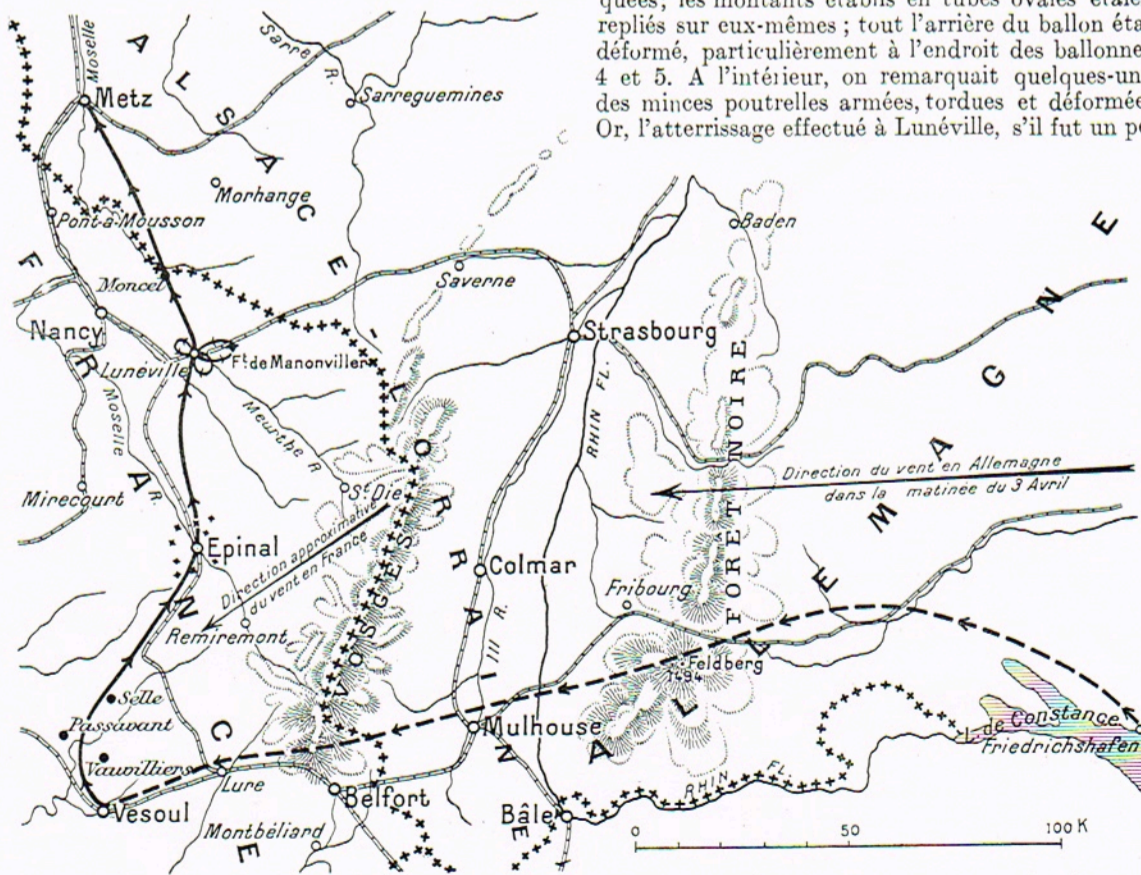 quées, les montants établis en tubes ovales étaie
repliés sur eux-mêmes ; tout l'arrière du ballon éta
déformé, particulièrement à l'endroit des ballonne
4 et 5. A l'intérieur, on remarquait quelques-un
des minces poutrelles armées, tordues et déformée
Or, l'atterrissage effectué à Lunéville, s'il fut un pe
Moselle
Sarre R.
Metz
Sarreguemines
ALSACE-LORRAINE
Morhange
Pont-à-Mousson
Baden
FRANCE
Moncel
Saverne
ALLEMAGNE
Nancy
Strasbourg
Lunéville
Ft. de Manonviller
Moselle R.
Meurthe R.
RHIN FL.
FORET NOIRE
Mirecourt
St Dié
Direction du vent en Allemagne
dans la matinée du 3 Avril
Epinal
Direction approximative
du vent en France
VOSGES
Colmar
Fribourg
Remiremont
Ill R.
Feldberg
1494
Selle
Passavant
Mulhouse
L. de Constance
Friedrichshafen
Vauvilliers
Lure
Vesoul
Belfort
RHIN FL.
Bâle
Montbéliard
0 50 100 K